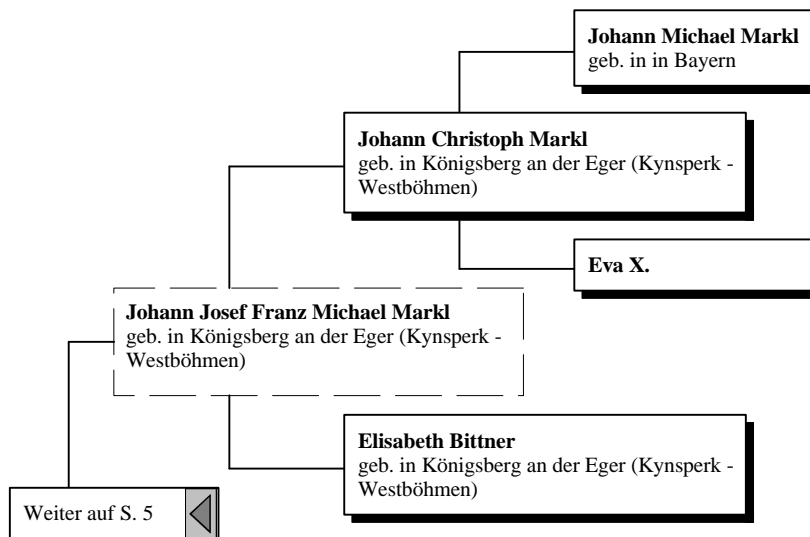 Johann Michael Markl
geb. in in Bayern
Johann Christoph Markl
geb. in Königsberg an der Eger (Kynsperk -
Westböhmen)
Eva X.
Johann Josef Franz Michael Markl
geb. in Königsberg an der Eger (Kynsperk -
Westböhmen)
Elisabeth Bittner
geb. in Königsberg an der Eger (Kynsperk -
Westböhmen)
Weiter auf S. 5